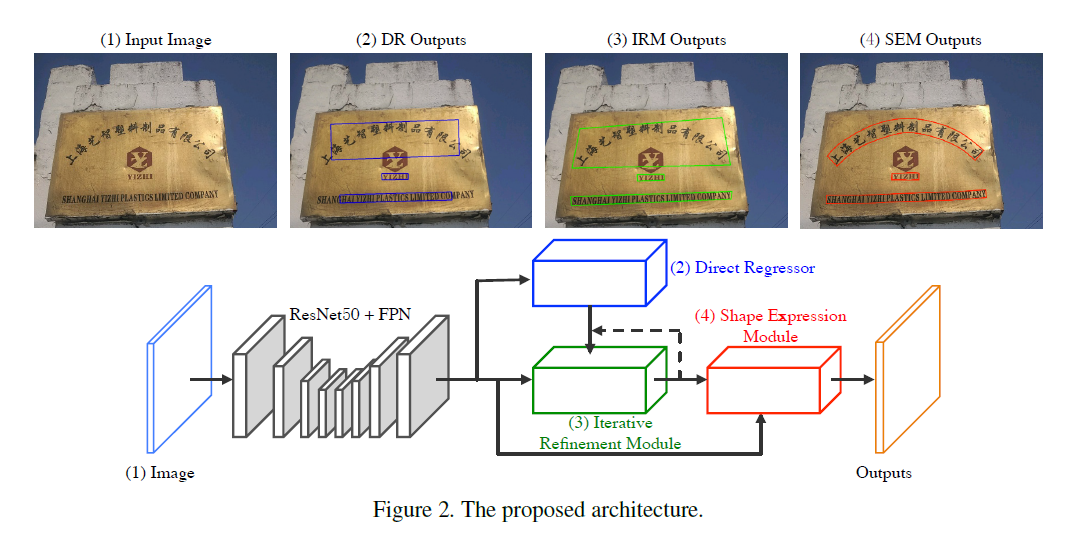 (1) Input Image
(2) DR Outputs
(3) IRM Outputs
(4) SEM Outputs
上海艺智塑料制品有限公司
YIZHI
SHANGHAI YIZHI PLASTICS LIMITED COMPANY
上海艺智塑料制品有限公司
YIZHI
SHANGHAI YIZHI PLASTICS LIMITED COMPANY
上海艺智塑料制品有限公司
YIZHI
SHANGHAI YIZHI PLASTICS LIMITED COMPANY
上海艺智塑料制品有限公司
YIZHI
SHANGHAI YIZHI PLASTICS LIMITED COMPANY
(2) Direct Regressor
ResNet50 + FPN
(4) Shape Expression
Module
(3) Iterative
Refinement Module
(1) Image
Outputs
Figure 2. The proposed architecture.